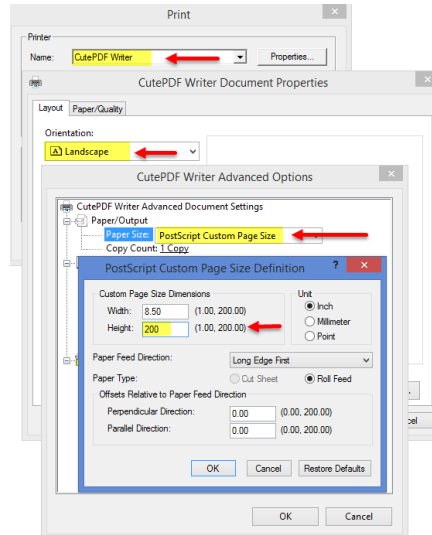 Print
Printer
Name: CutePDF Writer Properties...
CutePDF Writer Document Properties
Layout Paper/Quality
Orientation:
A Landscape
CutePDF Writer Advanced Options
CutePDF Writer Advanced Document Settings
Paper/Output
Paper Size: PostScript Custom Page Size
Copy Count: 1 Copy
PostScript Custom Page Size Definition ?
Custom Page Size Dimensions Unit
Width: 8.50 (1.00, 200.00) Inch
Height: 200 (1.00, 200.00) Millimeter
Point
Paper Feed Direction: Long Edge First
Paper Type: Cut Sheet Roll Feed
Offsets Relative to Paper Feed Direction
Perpendicular Direction: 0.00 (0.00, 200.00)
Parallel Direction: 0.00 (0.00, 200.00)
OK Cancel Restore Defaults
OK Cancel